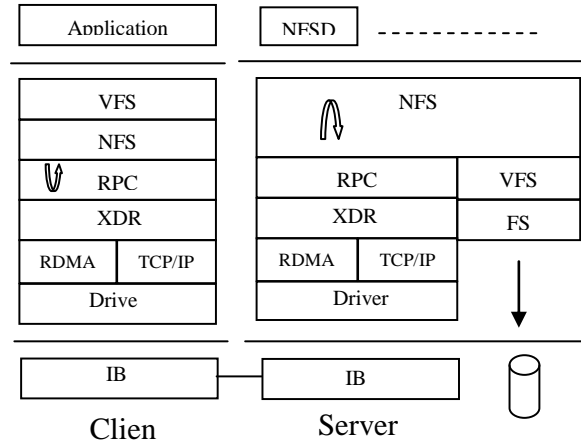 Application
VFS
NFS
RPC
XDR
RDMA TCP/IP
Drive
IB
Clien
NFSD
NFS
RPC VFS
XDR FS
RDMA TCP/IP
Driver
IB
Server